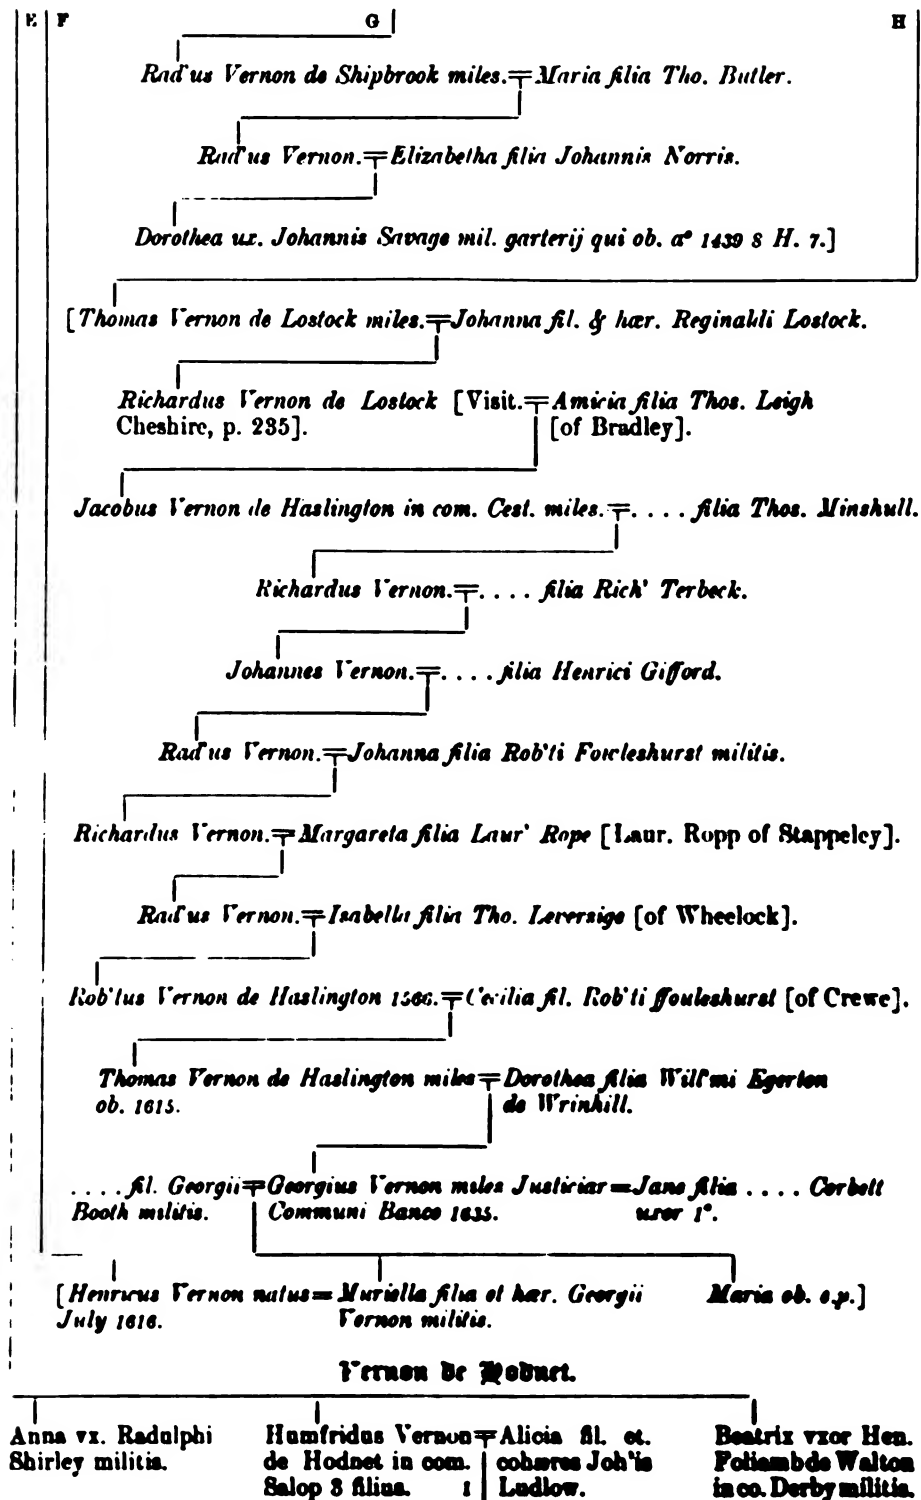 E F G H
Rad'us Vernon de Shipbrook miles.=Maria filia Tho. Butler.
Rad'us Vernon.=Elizabetha filia Johannis Norris.
Dorothea ux. Johannis Savage mil. garterij qui ob. aº 1439 8 H. 7.]
[Thomas Vernon de Lostock miles.=Johanna fil. & hær. Reginaldi Lostock.
Richardus Vernon de Lostock [Visit.=Amicia filia Thos. Leigh
Cheshire, p. 235]. [of Bradley].
Jacobus Vernon de Haslington in com. Cest. miles.=. . . . filia Thos. Minshull.
Richardus Vernon.=. . . . filia Rich' Terbeck.
Johannes Vernon.=. . . . filia Henrici Gifford.
Rad'us Vernon.=Johanna filia Rob'ti Fowleshurst militis.
Richardus Vernon.=Margareta filia Laur' Rope [Laur. Ropp of Stappeley].
Rad'us Vernon.=Isabella filia Tho. Leversige [of Wheelock].
Rob'tus Vernon de Haslington 1566.=Cecilia fil. Rob'ti ffouleshurst [of Crewe].
Thomas Vernon de Haslington miles=Dorothea filia Will'mi Egerton
ob. 1615. de Wrinhill.
. . . . fil. Georgii=Georgius Vernon miles Justiciar=Jane filia . . . . Corbett
Booth militis. Communi Banco 1635. uxor 1ª.
[Henricus Vernon natus=Muriella filia et hær. Georgii Maria ob. s.p.]
July 1616. Vernon militis.
Vernon de Hodnet.
Anna vx. Radulphi Humfridus Vernon=Alicia fil. et. Beatrix vxor Hen.
Shirley militis. de Hodnet in com. cohæres Joh'is Foliambde Walton
Salop 3 filius. 1 Ludlow. in co. Derby militis.